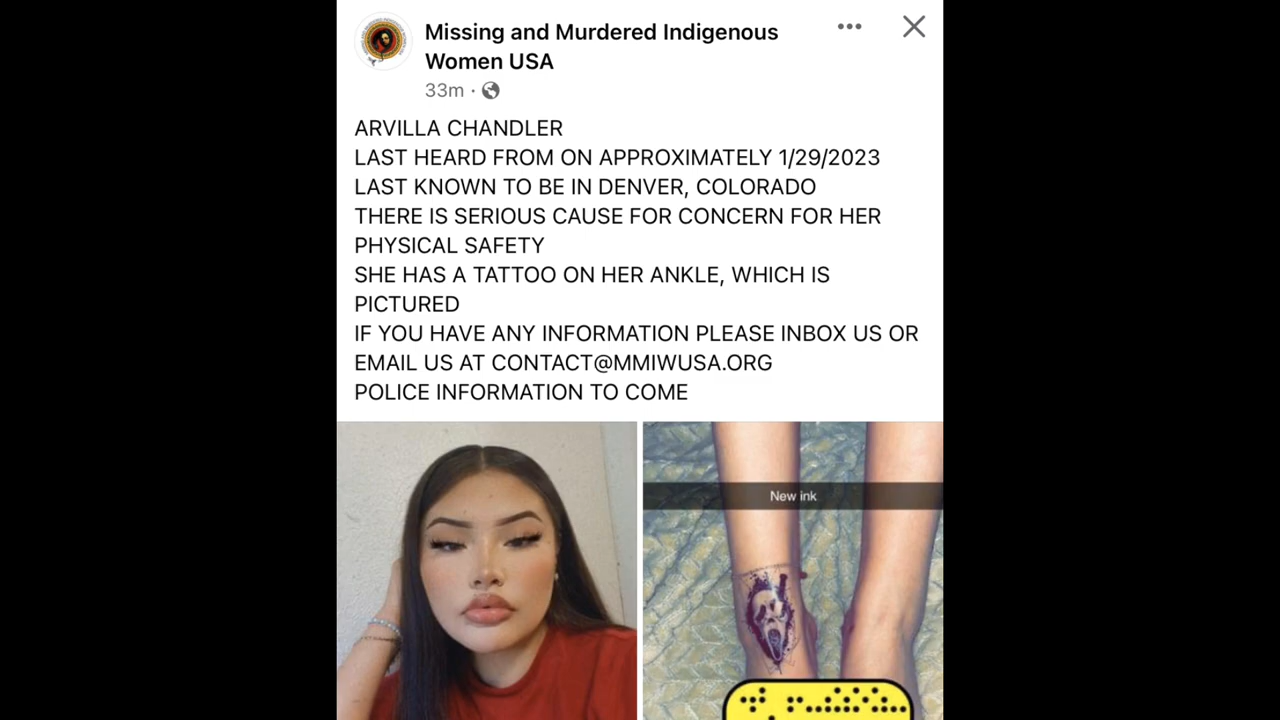 Missing and Murdered Indigenous
Women USA
33m ·
ARVILLA CHANDLER
LAST HEARD FROM ON APPROXIMATELY 1/29/2023
LAST KNOWN TO BE IN DENVER, COLORADO
THERE IS SERIOUS CAUSE FOR CONCERN FOR HER
PHYSICAL SAFETY
SHE HAS A TATTOO ON HER ANKLE, WHICH IS
PICTURED
IF YOU HAVE ANY INFORMATION PLEASE INBOX US OR
EMAIL US AT CONTACT@MMIWUSA.ORG
POLICE INFORMATION TO COME
New ink